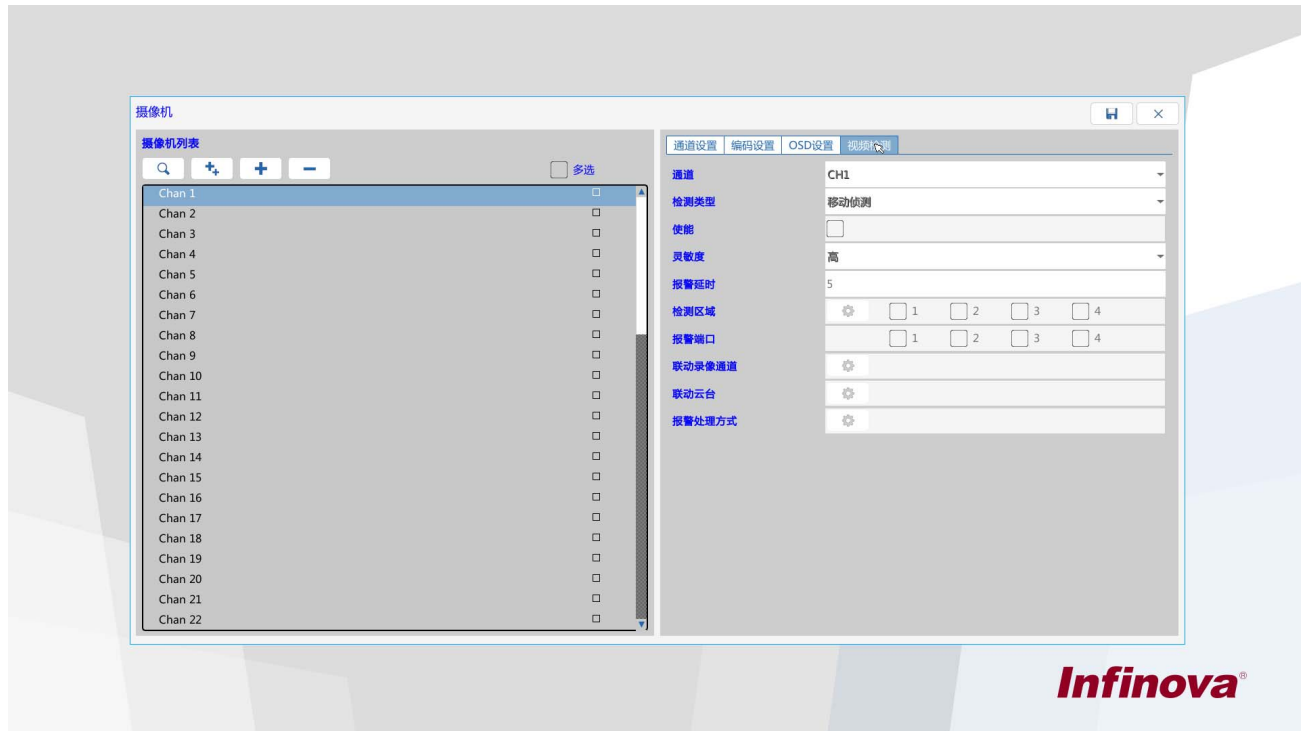 摄像机
摄像机列表
多选
Chan 1
Chan 2
Chan 3
Chan 4
Chan 5
Chan 6
Chan 7
Chan 8
Chan 9
Chan 10
Chan 11
Chan 12
Chan 13
Chan 14
Chan 15
Chan 16
Chan 17
Chan 18
Chan 19
Chan 20
Chan 21
Chan 22
通道设置 编码设置 OSD设置 视频检测
通道 CH1
检测类型 移动侦测
使能
灵敏度 高
报警延时 5
检测区域 1 2 3 4
报警端口 1 2 3 4
联动录像通道
联动云台
报警处理方式
Infinova®